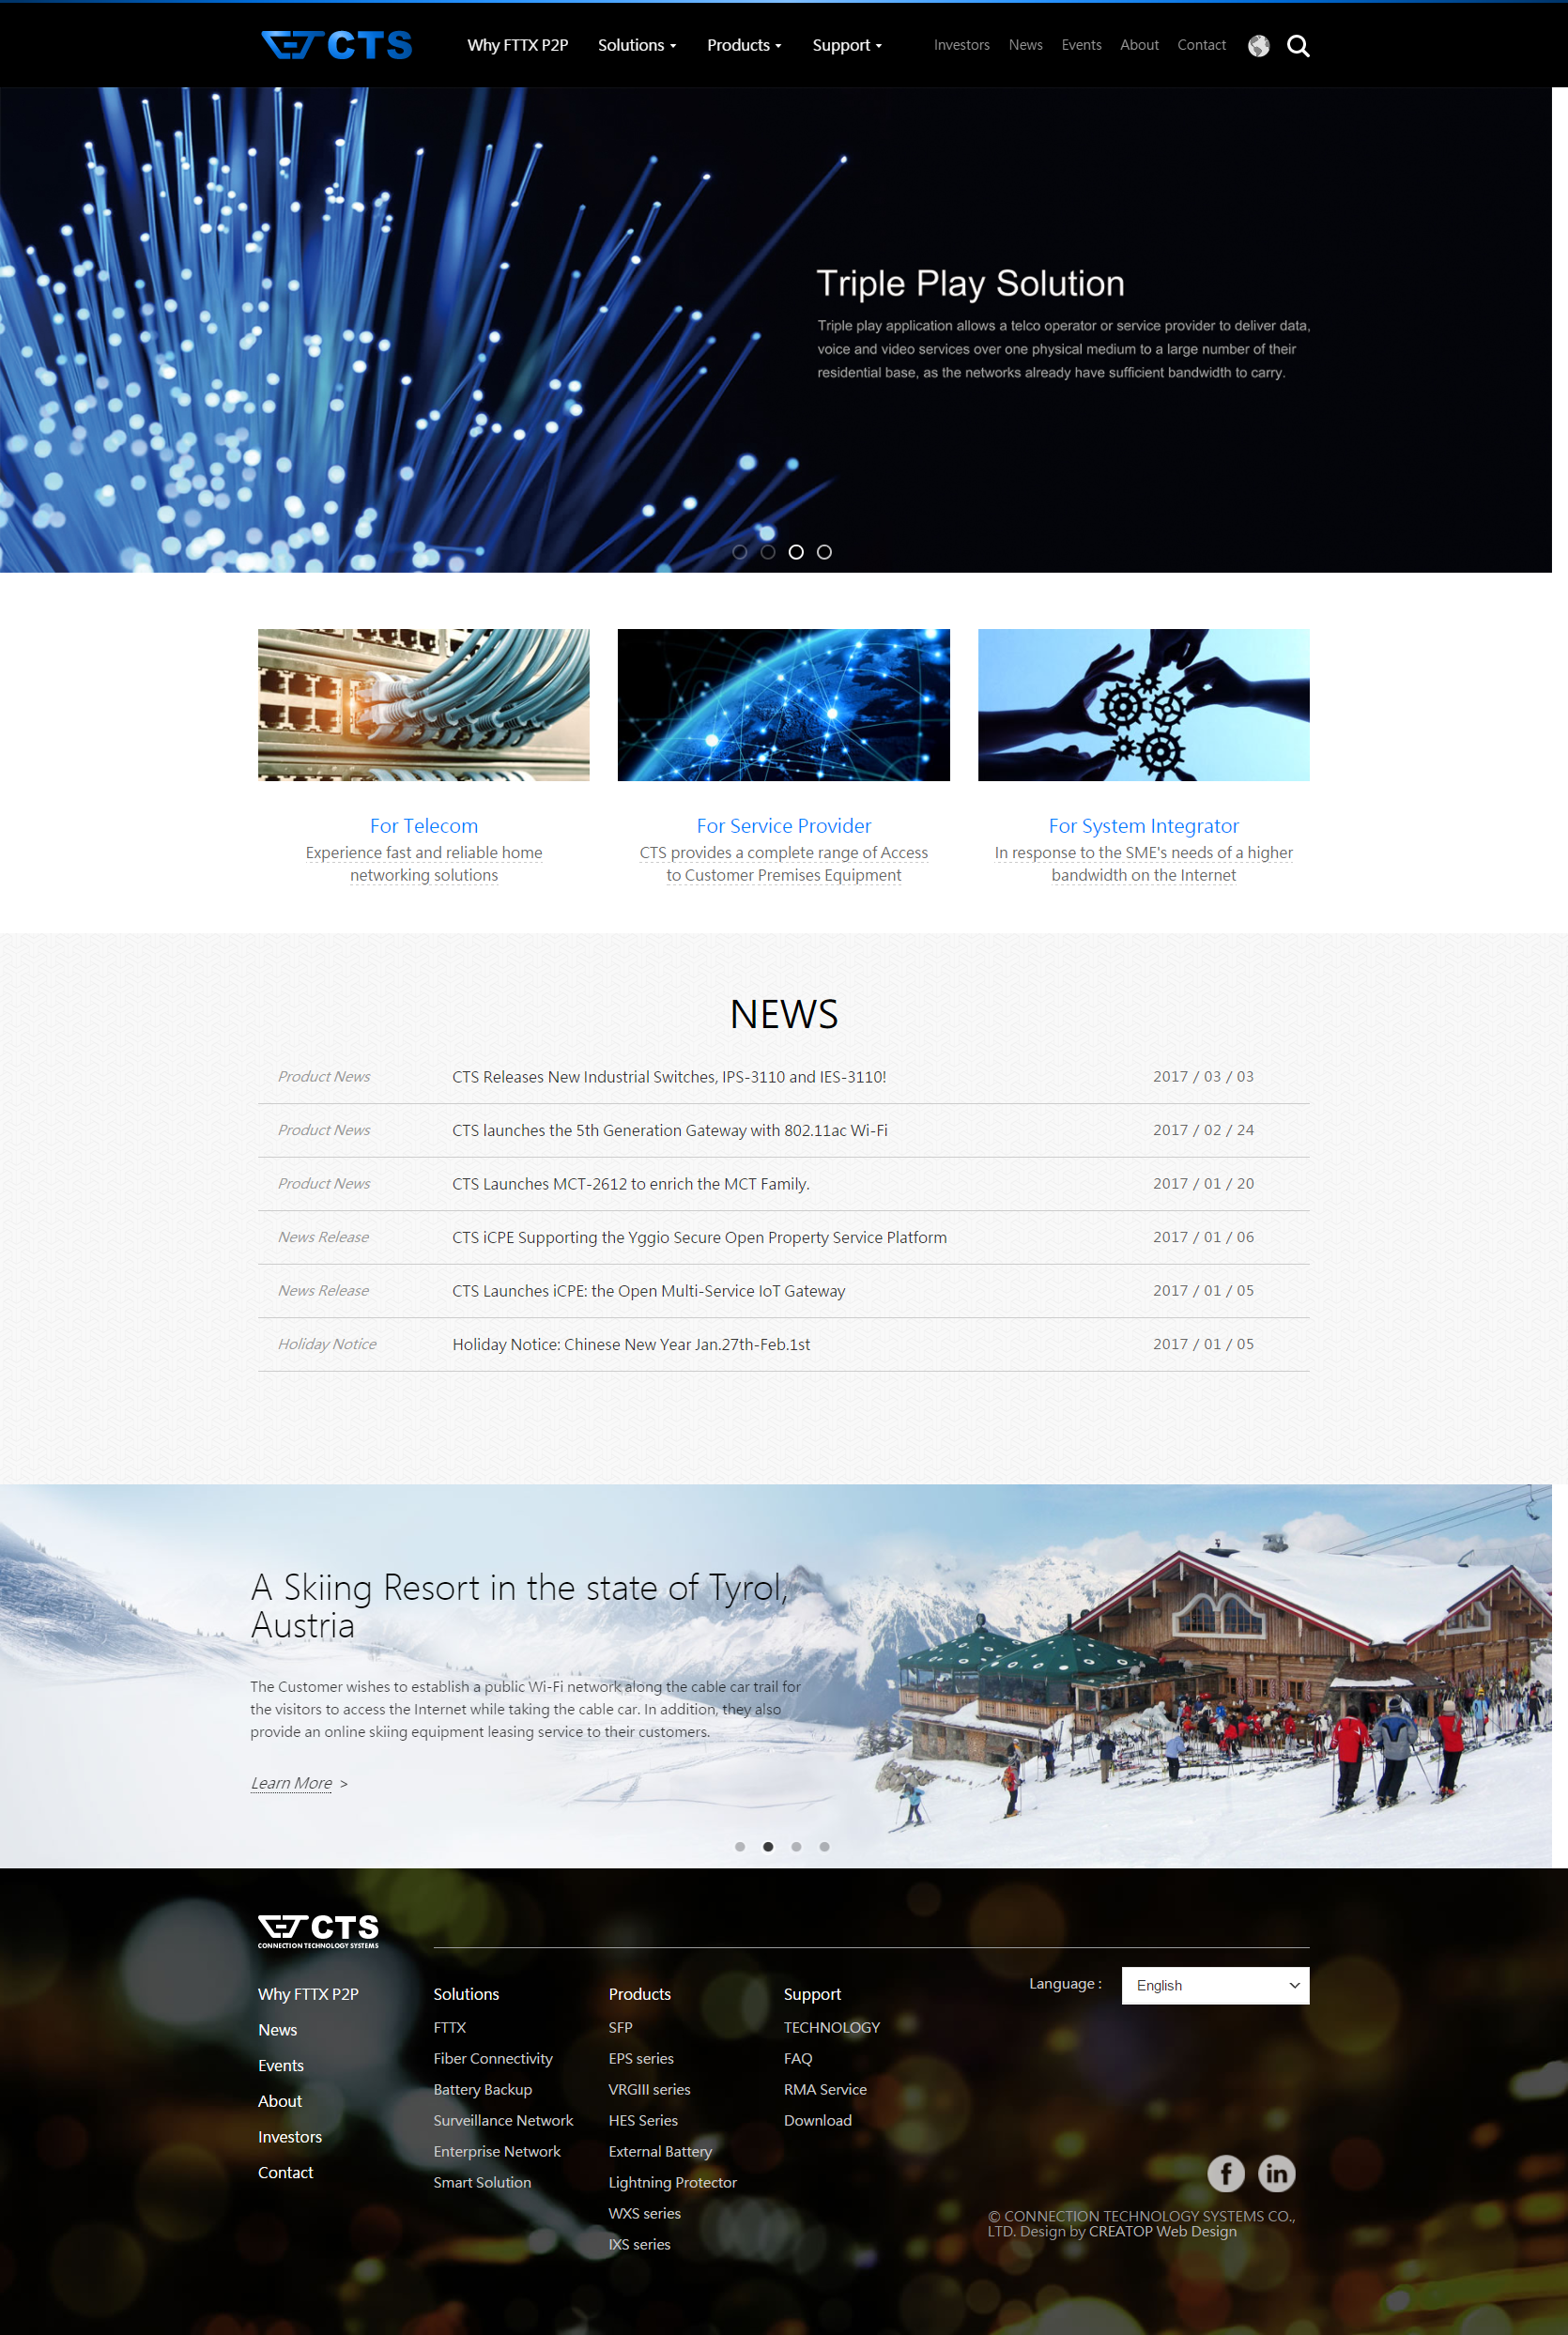 CTS
Why FTTX P2P
Solutions
Products
Support
Investors
News
Events
About
Contact
Triple Play Solution
Triple play application allows a telco operator or service provider to deliver data,
voice and video services over one physical medium to a large number of their
residential base, as the networks already have sufficient bandwidth to carry.
For Telecom
Experience fast and reliable home
networking solutions
For Service Provider
CTS provides a complete range of Access
to Customer Premises Equipment
For System Integrator
In response to the SME's needs of a higher
bandwidth on the Internet
NEWS
Product News CTS Releases New Industrial Switches, IPS-3110 and IES-3110! 2017 / 03 / 03
Product News CTS launches the 5th Generation Gateway with 802.11ac Wi-Fi 2017 / 02 / 24
Product News CTS Launches MCT-2612 to enrich the MCT Family. 2017 / 01 / 20
News Release CTS iCPE Supporting the Yggio Secure Open Property Service Platform 2017 / 01 / 06
News Release CTS Launches iCPE: the Open Multi-Service IoT Gateway 2017 / 01 / 05
Holiday Notice Holiday Notice: Chinese New Year Jan.27th-Feb.1st 2017 / 01 / 05
A Skiing Resort in the state of Tyrol,
Austria
The Customer wishes to establish a public Wi-Fi network along the cable car trail for
the visitors to access the Internet while taking the cable car. In addition, they also
provide an online skiing equipment leasing service to their customers.
Learn More >
CTS
CONNECTION TECHNOLOGY SYSTEMS
Why FTTX P2P
News
Events
About
Investors
Contact
Solutions
FTTX
Fiber Connectivity
Battery Backup
Surveillance Network
Enterprise Network
Smart Solution
Products
SFP
EPS series
VRGIII series
HES Series
External Battery
Lightning Protector
WXS series
IXS series
Support
TECHNOLOGY
FAQ
RMA Service
Download
Language : English
f in
© CONNECTION TECHNOLOGY SYSTEMS CO.,
LTD. Design by CREATOP Web Design